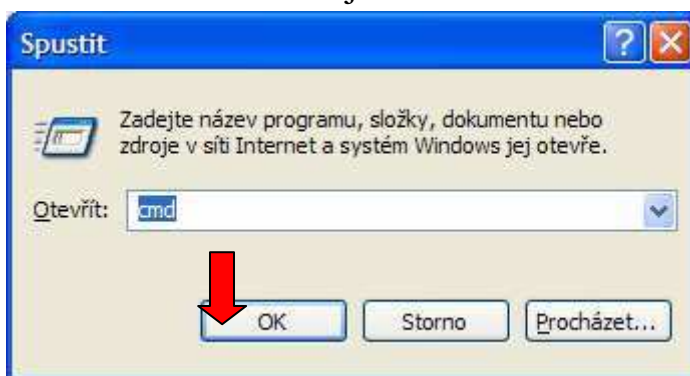 Spustit
Zadejte název programu, složky, dokumentu nebo
zdroje v síti Internet a systém Windows jej otevře.
Otevřít: cmd
OK Storno Procházet...